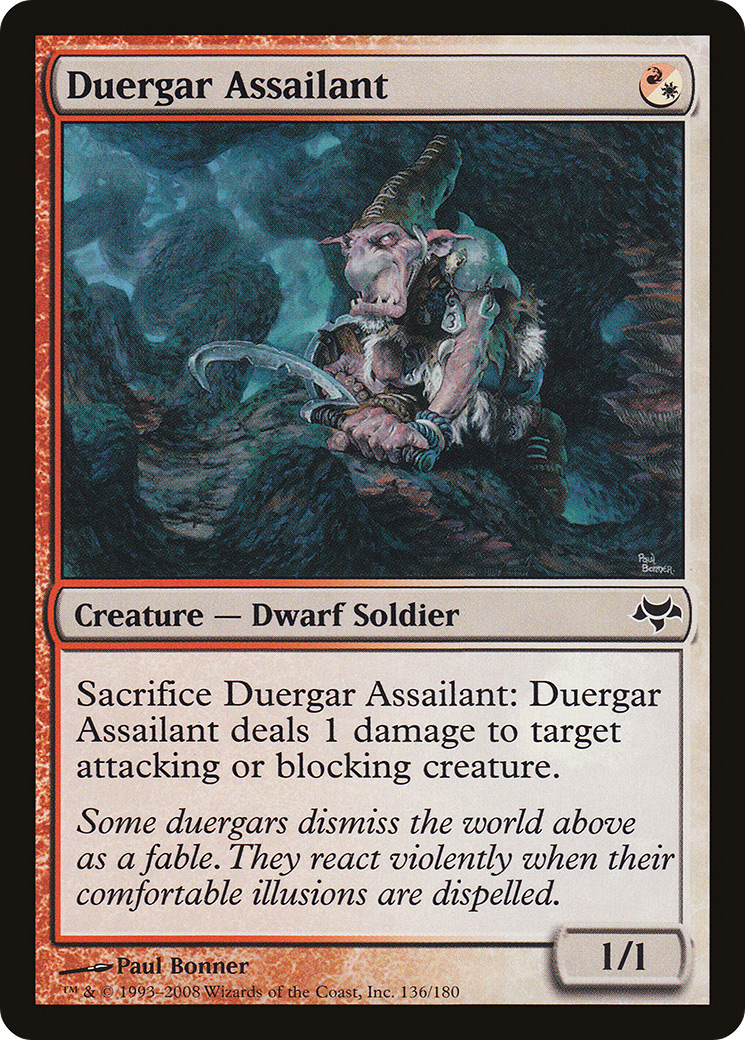 Duergar Assailant
Paul
Bonner.
Creature — Dwarf Soldier
Sacrifice Duergar Assailant: Duergar
Assailant deals 1 damage to target
attacking or blocking creature.
Some duergars dismiss the world above
as a fable. They react violently when their
comfortable illusions are dispelled.
1/1
Paul Bonner
™ & © 1993–2008 Wizards of the Coast, Inc. 136/180